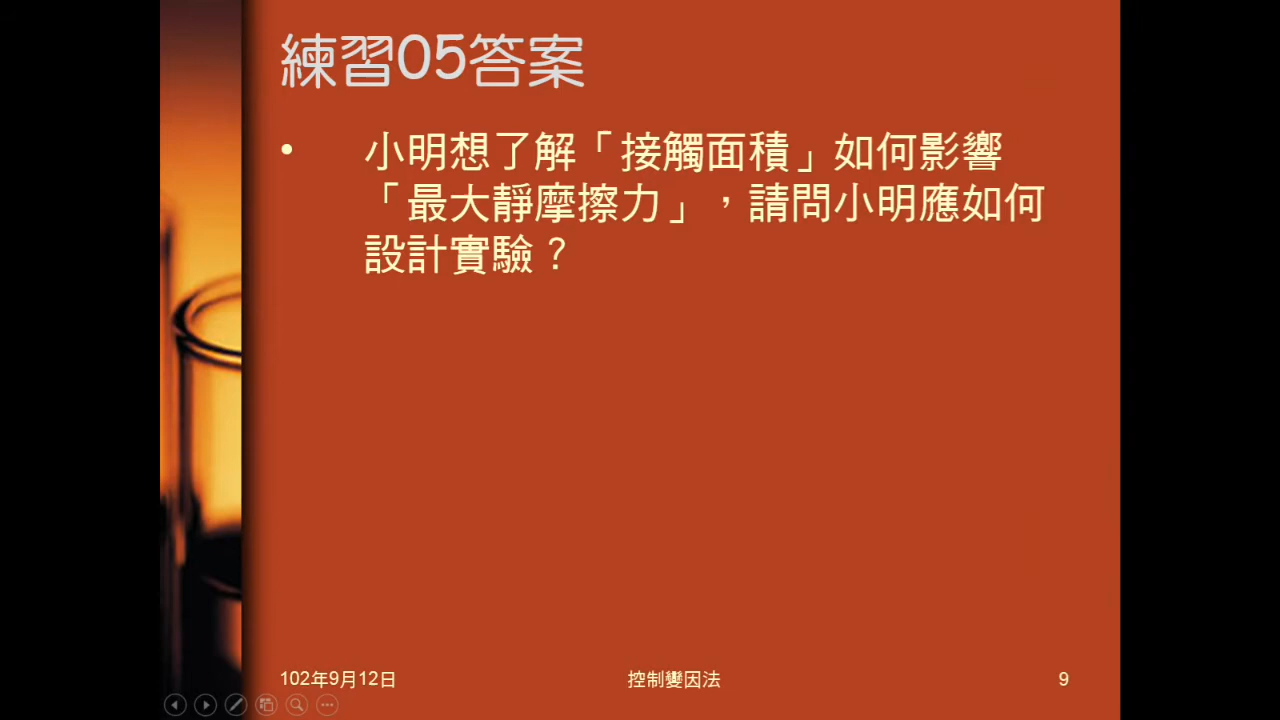 練習05答案
• 小明想了解「接觸面積」如何影響
「最大靜摩擦力」，請問小明應如何
設計實驗？
102年9月12日
控制變因法
9